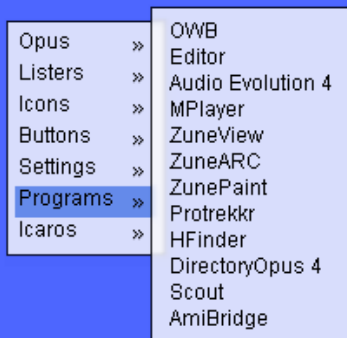 Opus »
Listers »
Icons »
Buttons »
Settings »
Programs »
Icaros »
OWB
Editor
Audio Evolution 4
MPlayer
ZuneView
ZuneARC
ZunePaint
Protrekkr
HFinder
DirectoryOpus 4
Scout
AmiBridge